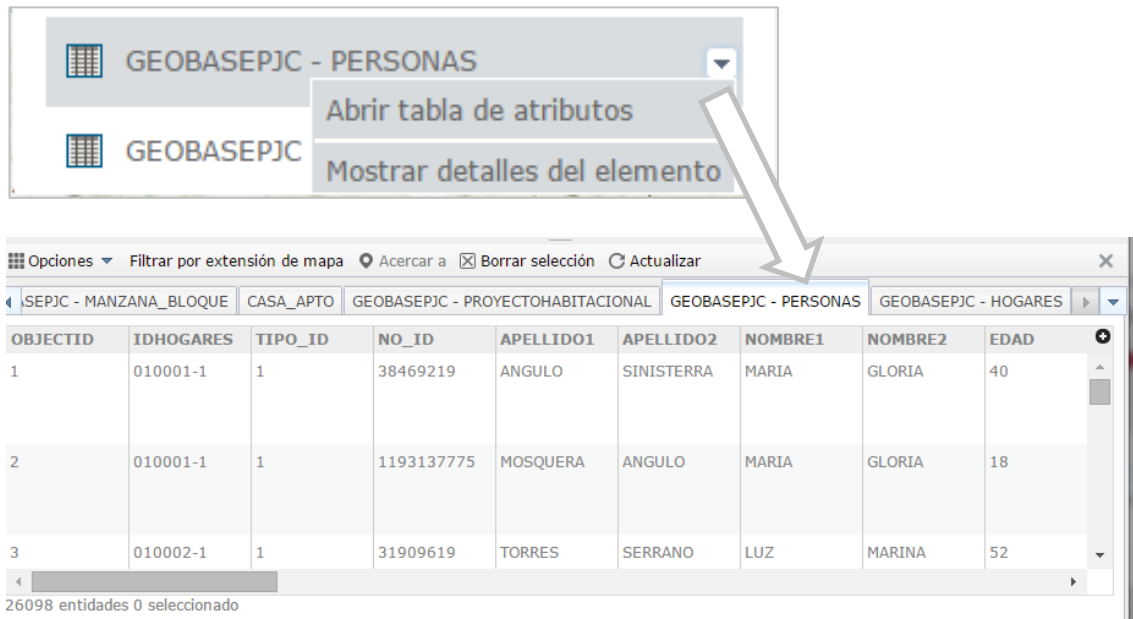 GEOBASEPJC - PERSONAS
Abrir tabla de atributos
GEOBASEPJC
Mostrar detalles del elemento
Opciones Filtrar por extensión de mapa Acercar a Borrar selección Actualizar
ASEPJC - MANZANA_BLOQUE CASA_APTO GEOBASEPJC - PROYECTOHABITACIONAL GEOBASEPJC - PERSONAS GEOBASEPJC - HOGARES
OBJECTID IDHOGARES TIPO_ID NO_ID APELLIDO1 APELLIDO2 NOMBRE1 NOMBRE2 EDAD
1 010001-1 1 38469219 ANGULO SINISTERRA MARIA GLORIA 40
2 010001-1 1 1193137775 MOSQUERA ANGULO MARIA GLORIA 18
3 010002-1 1 31909619 TORRES SERRANO LUZ MARINA 52
26098 entidades 0 seleccionado